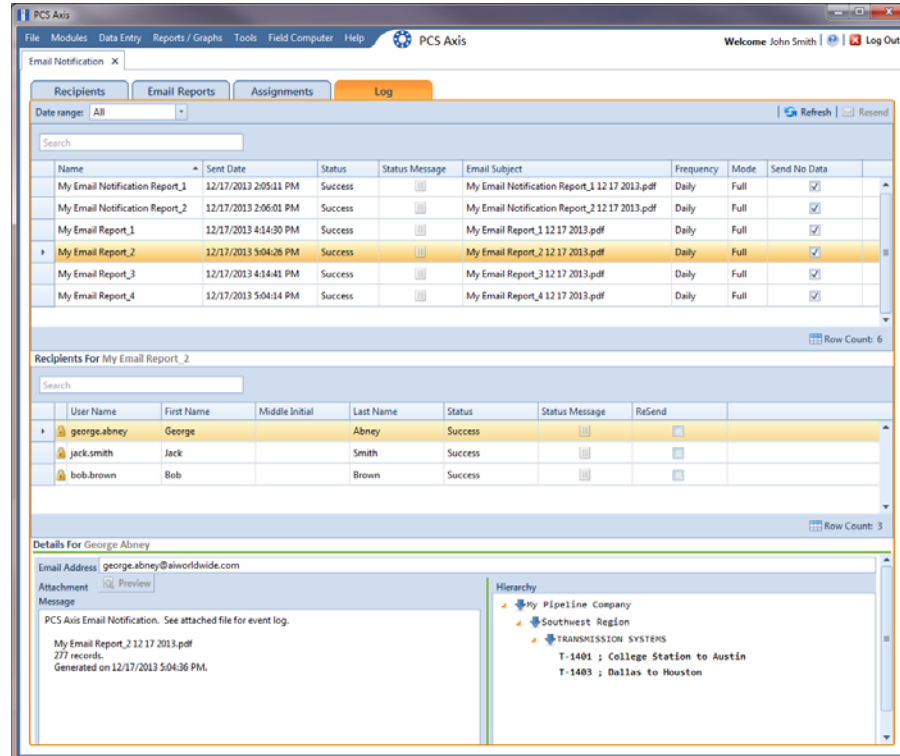 PCS Axis
File Modules Data Entry Reports / Graphs Tools Field Computer Help PCS Axis Welcome John Smith Log Out
Email Notification X
Recipients Email Reports Assignments Log
Date range: All Refresh Resend
Search
Name Sent Date Status Status Message Email Subject Frequency Mode Send No Data
My Email Notification Report_1 12/17/2013 2:05:11 PM Success My Email Notification Report_1 12 17 2013.pdf Daily Full
My Email Notification Report_2 12/17/2013 2:06:01 PM Success My Email Notification Report_2 12 17 2013.pdf Daily Full
My Email Report_1 12/17/2013 4:14:30 PM Success My Email Report_1 12 17 2013.pdf Daily Full
My Email Report_2 12/17/2013 5:04:26 PM Success My Email Report_2 12 17 2013.pdf Daily Full
My Email Report_3 12/17/2013 4:14:41 PM Success My Email Report_3 12 17 2013.pdf Daily Full
My Email Report_4 12/17/2013 5:04:14 PM Success My Email Report_4 12 17 2013.pdf Daily Full
Row Count: 6
Recipients For My Email Report_2
Search
User Name First Name Middle Initial Last Name Status Status Message ReSend
george.abney George Abney Success
jack.smith Jack Smith Success
bob.brown Bob Brown Success
Row Count: 3
Details For George Abney
Email Address george.abney@aiworldwide.com
Attachment Preview
Message
PCS Axis Email Notification. See attached file for event log.
My Email Report_2 12 17 2013.pdf
277 records.
Generated on 12/17/2013 5:04:36 PM.
Hierarchy
My Pipeline Company
Southwest Region
TRANSMISSION SYSTEMS
T-1401 ; College Station to Austin
T-1403 ; Dallas to Houston